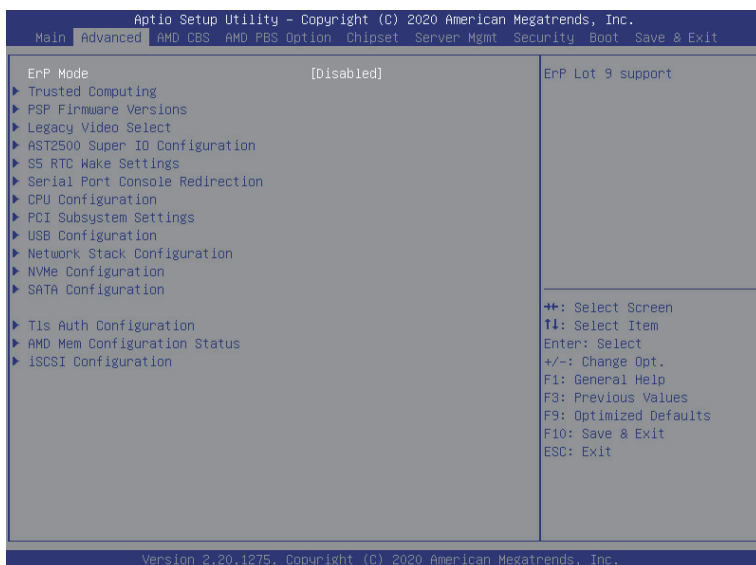 Aptio Setup Utility – Copyright (C) 2020 American Megatrends, Inc.
Main Advanced AMD CBS AMD PBS Option Chipset Server Mgmt Security Boot Save & Exit
ErP Mode [Disabled]
Trusted Computing
PSP Firmware Versions
Legacy Video Select
AST2500 Super IO Configuration
S5 RTC Wake Settings
Serial Port Console Redirection
CPU Configuration
PCI Subsystem Settings
USB Configuration
Network Stack Configuration
NVMe Configuration
SATA Configuration
Tls Auth Configuration
AMD Mem Configuration Status
iSCSI Configuration
ErP Lot 9 support
→←: Select Screen
↑↓: Select Item
Enter: Select
+/-: Change Opt.
F1: General Help
F3: Previous Values
F9: Optimized Defaults
F10: Save & Exit
ESC: Exit
Version 2.20.1275. Copyright (C) 2020 American Megatrends, Inc.